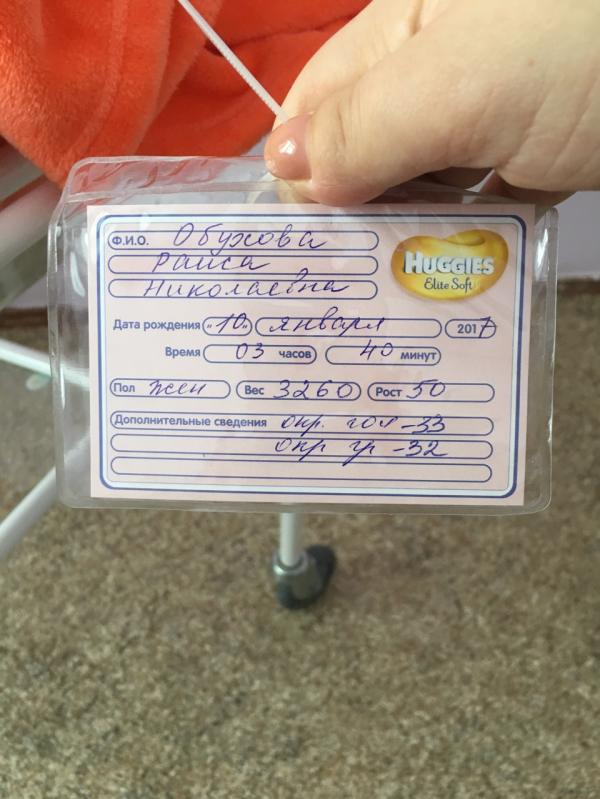 Ф.И.О. Обухова
Раиса
Николаевна
HUGGIES
Elite Soft
Дата рождения «10» января 2017
Время 03 часов 40 минут
Пол жен Вес 3260 Рост 50
Дополнительные сведения окр. гол - 33
окр гр - 32